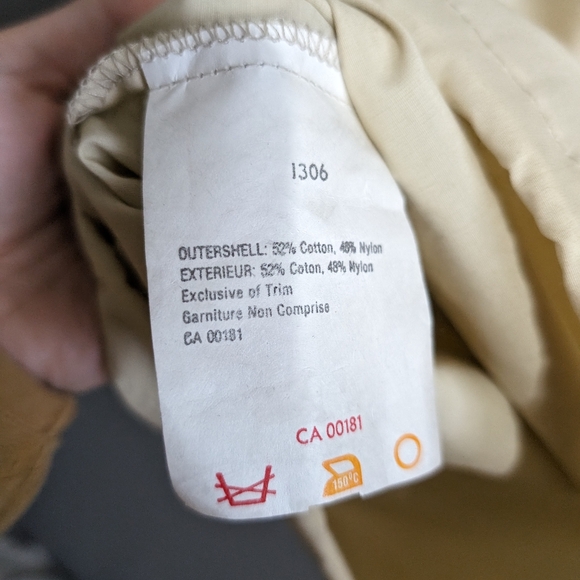 1306
OUTERSHELL: 52% Cotton, 48% Nylon
EXTERIEUR: 52% Coton, 48% Nylon
Exclusive of Trim
Garniture Non Comprise
CA 00181
CA 00181
150°C